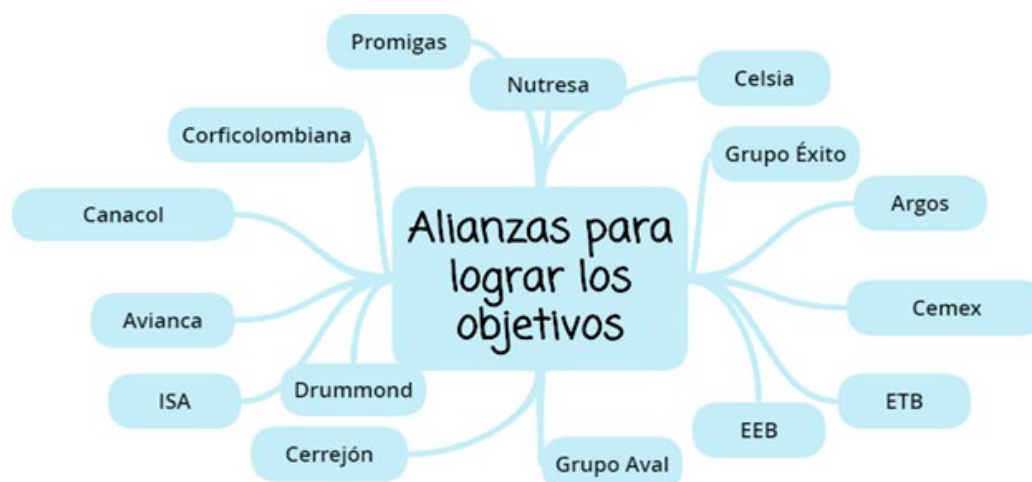 Promigas
Nutresa
Celsia
Corficolombiana
Grupo Éxito
Canacol
Argos
Alianzas para
lograr los
objetivos
Avianca
Cemex
ISA
Drummond
ETB
EEB
Cerrejón
Grupo Aval